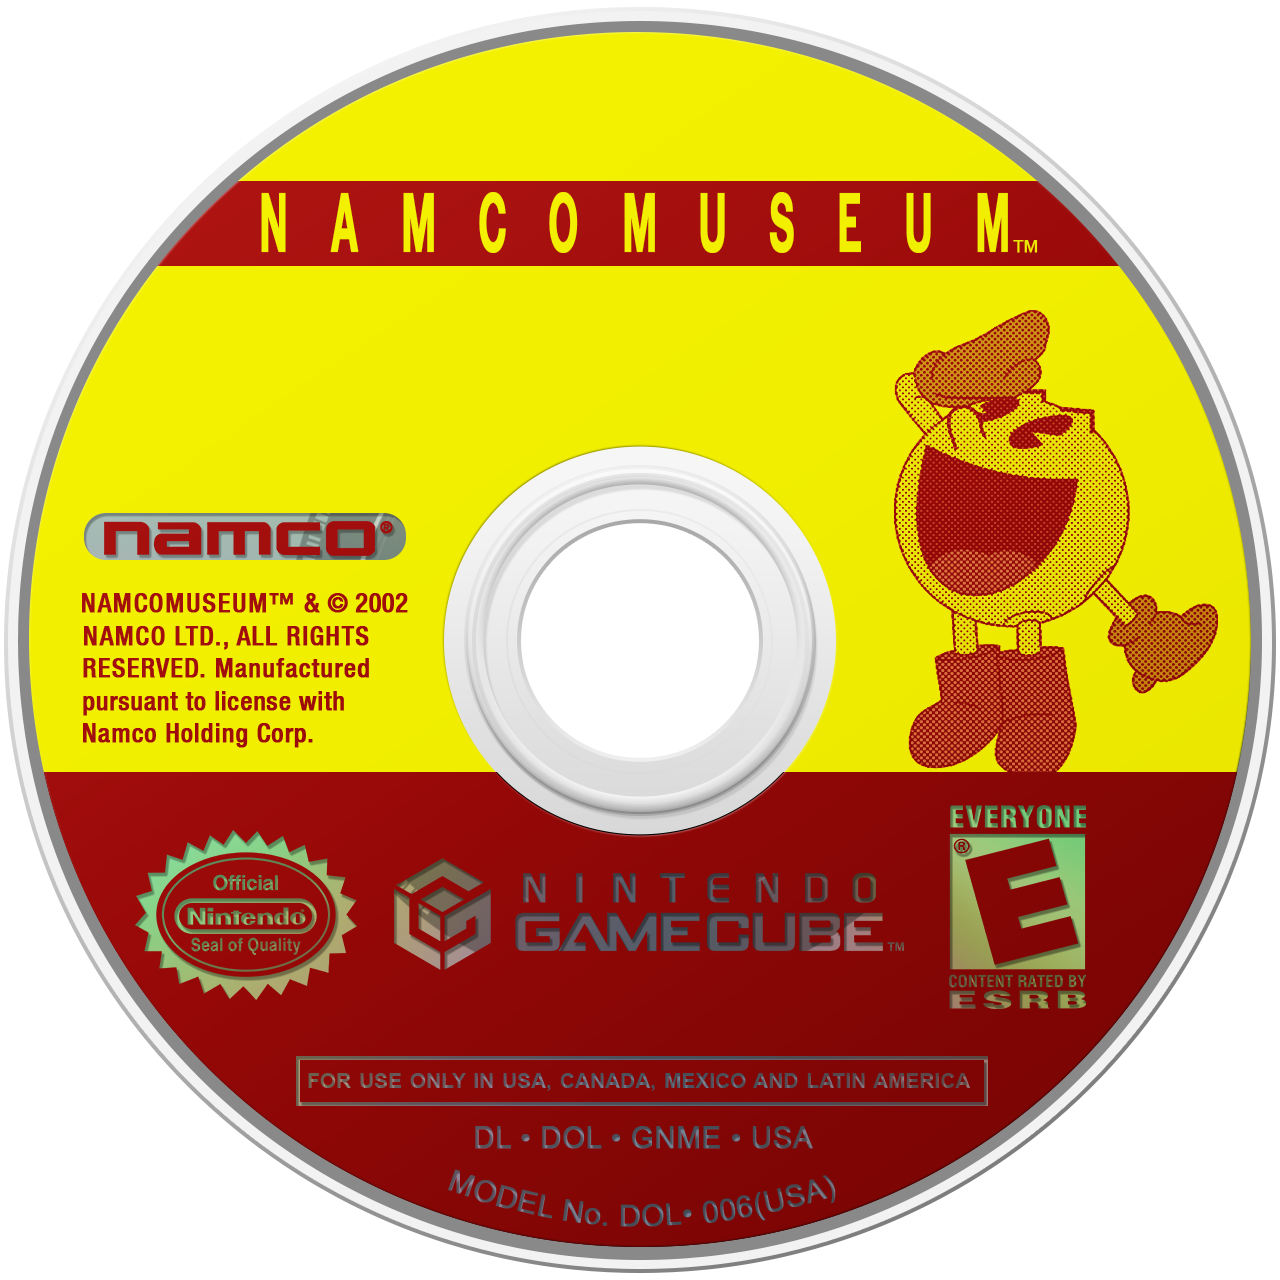 NAMCOMUSEUM™
namco®
NAMCOMUSEUM™ & © 2002
NAMCO LTD., ALL RIGHTS
RESERVED. Manufactured
pursuant to license with
Namco Holding Corp.
Official
Nintendo®
Seal of Quality
NINTENDO
GAMECUBE™
EVERYONE
E®
CONTENT RATED BY
ESRB
FOR USE ONLY IN USA, CANADA, MEXICO AND LATIN AMERICA
DL • DOL • GNME • USA
MODEL No. DOL• 006(USA)